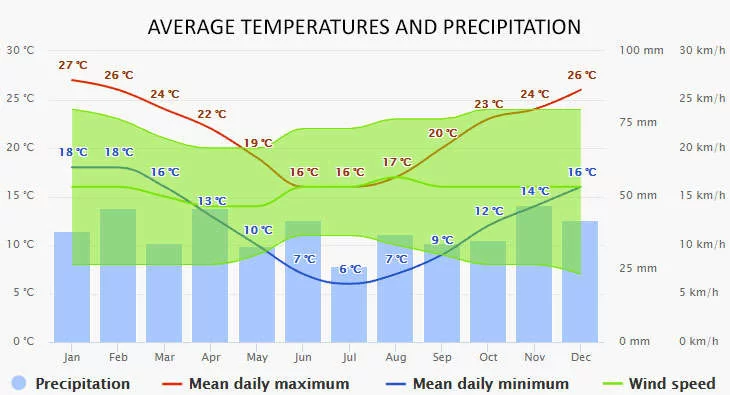 AVERAGE TEMPERATURES AND PRECIPITATION
30 °C 100 mm 30 km/h
27 °C 26 °C 24 °C 22 °C 19 °C 16 °C 16 °C 17 °C 20 °C 23 °C 24 °C 26 °C
25 °C 75 mm 25 km/h
20 °C 20 km/h
18 °C 18 °C 16 °C 13 °C 10 °C 7 °C 6 °C 7 °C 9 °C 12 °C 14 °C 16 °C
15 °C 50 mm 15 km/h
10 °C 25 mm 10 km/h
5 °C 5 km/h
0 °C 0 mm 0 km/h
Jan Feb Mar Apr May Jun Jul Aug Sep Oct Nov Dec
Precipitation Mean daily maximum Mean daily minimum Wind speed